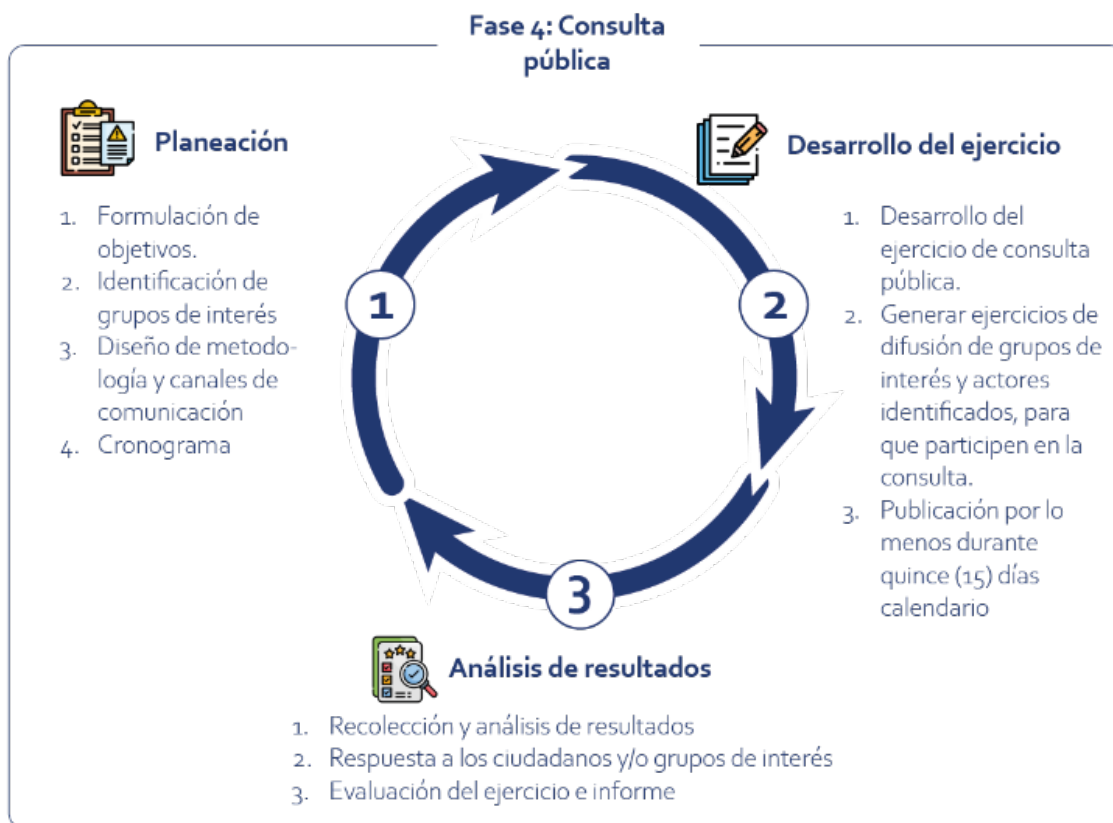 Fase 4: Consulta
pública
Planeación
1. Formulación de
objetivos.
2. Identificación de
grupos de interés
3. Diseño de metodo-
logía y canales de
comunicación
4. Cronograma
1
2
3
Desarrollo del ejercicio
1. Desarrollo del
ejercicio de consulta
pública.
2. Generar ejercicios de
difusión de grupos de
interés y actores
identificados, para
que participen en la
consulta.
3. Publicación por lo
menos durante
quince (15) días
calendario
Análisis de resultados
1. Recolección y análisis de resultados
2. Respuesta a los ciudadanos y/o grupos de interés
3. Evaluación del ejercicio e informe